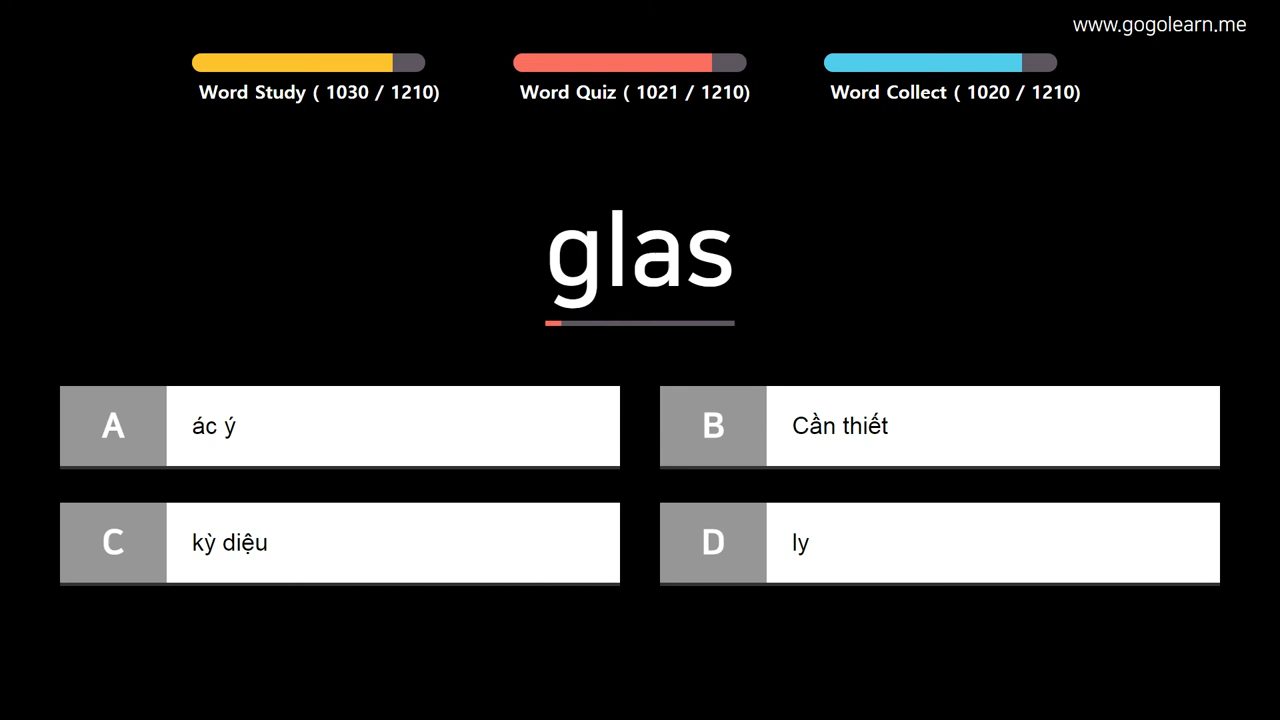 www.gogolearn.me
Word Study ( 1030 / 1210)
Word Quiz ( 1021 / 1210)
Word Collect ( 1020 / 1210)
glas
A ác ý
B Cần thiết
C kỳ diệu
D ly